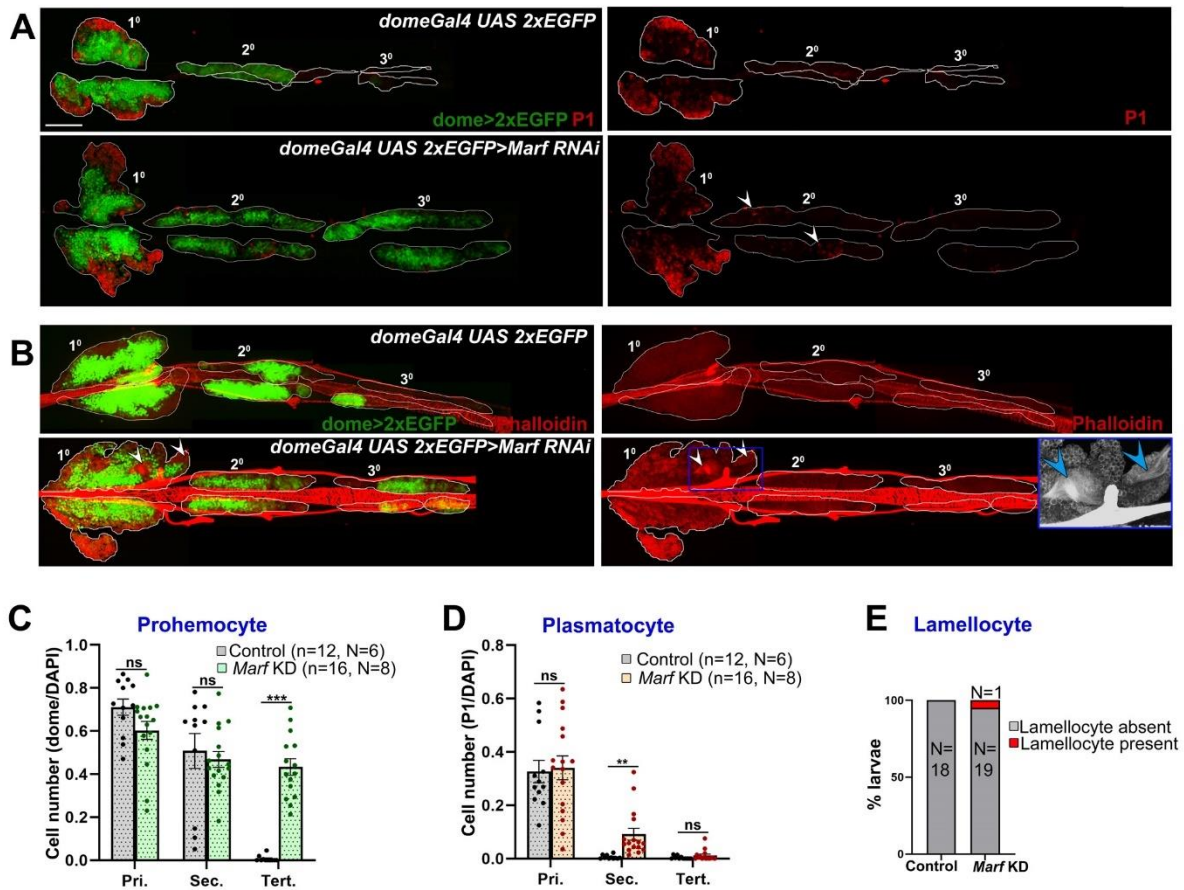 A
domeGal4 UAS 2xEGFP
1⁰
2⁰
3⁰
dome>2xEGFP P1
1⁰
2⁰
3⁰
P1
domeGal4 UAS 2xEGFP>Marf RNAi
1⁰
2⁰
3⁰
1⁰
2⁰
3⁰
B
domeGal4 UAS 2xEGFP
1⁰
2⁰
3⁰
dome>2xEGFP Phalloidin
1⁰
2⁰
3⁰
Phalloidin
domeGal4 UAS 2xEGFP>Marf RNAi
1⁰
2⁰
3⁰
1⁰
2⁰
3⁰
C
Prohemocyte
Control (n=12, N=6)
Marf KD (n=16, N=8)
Cell number (dome/DAPI)
1.0
0.8
0.6
0.4
0.2
0.0
ns
ns
***
Pri.
Sec.
Tert.
D
Plasmatocyte
Control (n=12, N=6)
Marf KD (n=16, N=8)
Cell number (P1/DAPI)
0.8
0.6
0.4
0.2
0.0
ns
**
ns
Pri.
Sec.
Tert.
E
Lamellocyte
% larvae
100
50
0
N=1
N=
18
N=
19
Lamellocyte absent
Lamellocyte present
Control
Marf KD